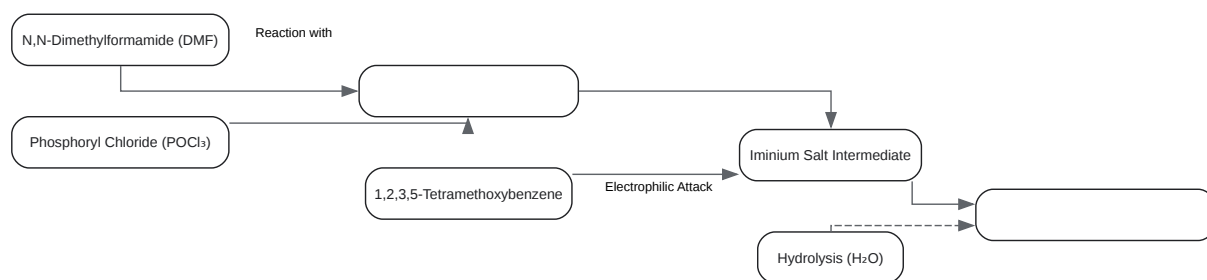 N,N-Dimethylformamide (DMF)
Reaction with
Phosphoryl Chloride (POCl₃)
Iminium Salt Intermediate
1,2,3,5-Tetramethoxybenzene
Electrophilic Attack
Hydrolysis (H₂O)